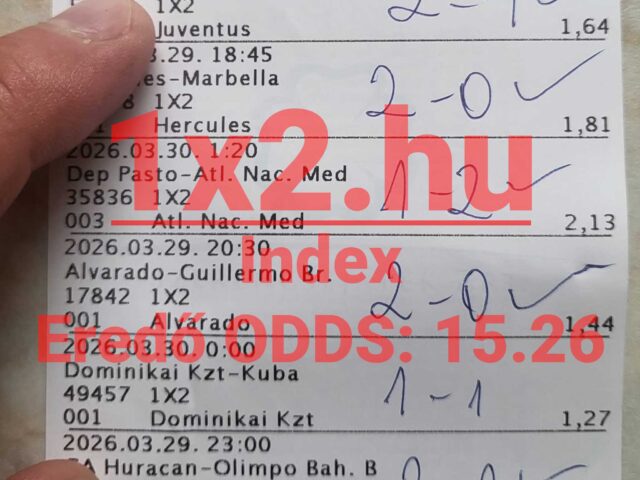 1X2
Juventus 1,64
.29. 18:45
es-Marbella
8 1X2
Hercules 1,81
2-0 ✓
2026.03.30. 1:20
Dep Pasto-Atl. Nac. Med
35836 1X2
003 Atl. Nac. Med 2,13
1-2 ✓
2026.03.29. 20:30
Alvarado-Guillermo Br.
17842 1X2
001 Alvarado 1,44
2-0 ✓
2026.03.30. 0:00
Dominikai Kzt-Kuba
49457 1X2
001 Dominikai Kzt 1,27
1-1
2026.03.29. 23:00
Huracan-Olimpo Bah. B
1x2.hu
Index
Eredő ODDS: 15.26